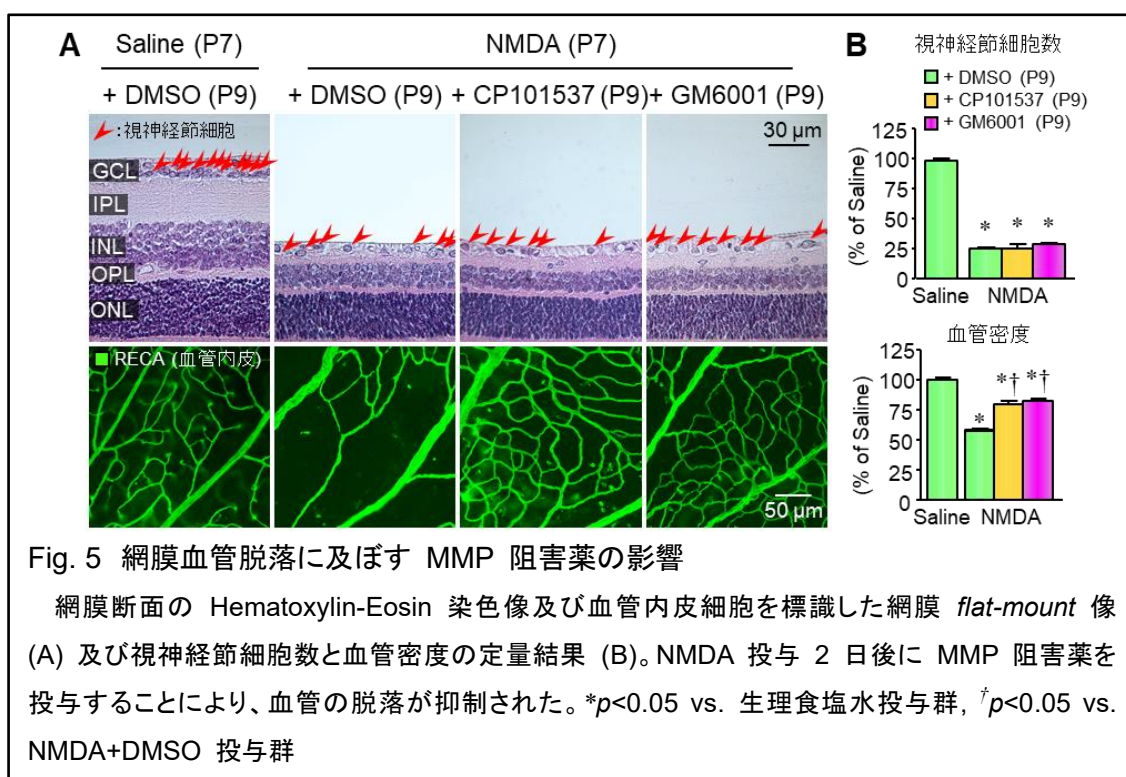 A
Saline (P7)
NMDA (P7)
+ DMSO (P9)
+ DMSO (P9)
+ CP101537 (P9)
+ GM6001 (P9)
:視神経節細胞
30 µm
GCL
IPL
INL
OPL
ONL
RECA (血管内皮)
50 µm
B
視神経節細胞数
+ DMSO (P9)
+ CP101537 (P9)
+ GM6001 (P9)
(% of Saline)
125
100
75
50
25
0
* * *
Saline NMDA
血管密度
(% of Saline)
125
100
75
50
25
0
* *† *†
Saline NMDA
Fig. 5 網膜血管脱落に及ぼす MMP 阻害薬の影響
網膜断面の Hematoxylin-Eosin 染色像及び血管内皮細胞を標識した網膜 flat-mount 像
(A) 及び視神経節細胞数と血管密度の定量結果 (B)。NMDA 投与 2 日後に MMP 阻害薬を
投与することにより、血管の脱落が抑制された。*p<0.05 vs. 生理食塩水投与群, †p<0.05 vs.
NMDA+DMSO 投与群